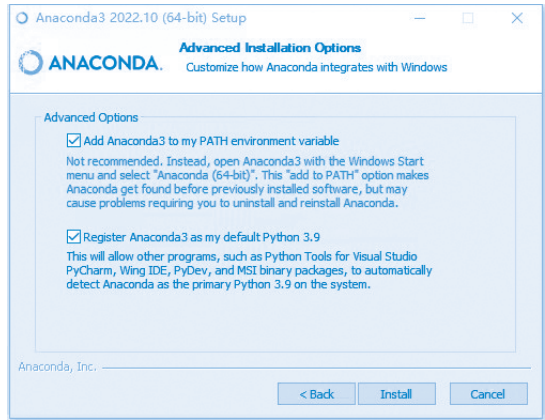 Anaconda3 2022.10 (64-bit) Setup
Advanced Installation Options
ANACONDA.
Customize how Anaconda integrates with Windows
Advanced Options
Add Anaconda3 to my PATH environment variable
Not recommended. Instead, open Anaconda3 with the Windows Start
menu and select "Anaconda (64-bit)". This "add to PATH" option makes
Anaconda get found before previously installed software, but may
cause problems requiring you to uninstall and reinstall Anaconda.
Register Anaconda3 as my default Python 3.9
This will allow other programs, such as Python Tools for Visual Studio
PyCharm, Wing IDE, PyDev, and MSI binary packages, to automatically
detect Anaconda as the primary Python 3.9 on the system.
Anaconda, Inc.
< Back Install Cancel